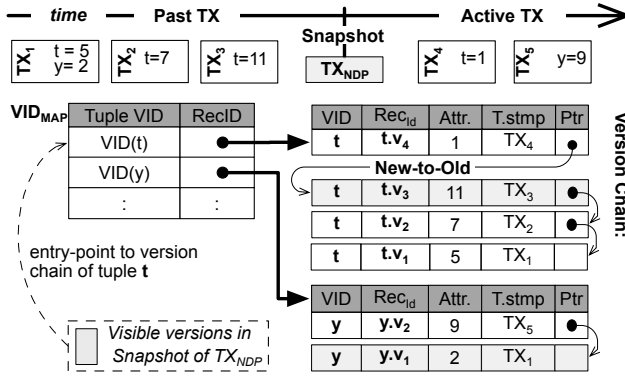 time Past TX Active TX
Snapshot
TX1 t = 5 y= 2
TX2 t=7
TX3 t=11
TXNDP
TX4 t=1
TX5 y=9
VIDMAP
Tuple VID RecID
VID(t)
VID(y)
: :
entry-point to version
chain of tuple t
Visible versions in
Snapshot of TXNDP
VID RecId Attr. T.stmp Ptr
t t.v4 1 TX4
New-to-Old
t t.v3 11 TX3
t t.v2 7 TX2
t t.v1 5 TX1
VID RecId Attr. T.stmp Ptr
y y.v2 9 TX5
y y.v1 2 TX1
Version Chain: